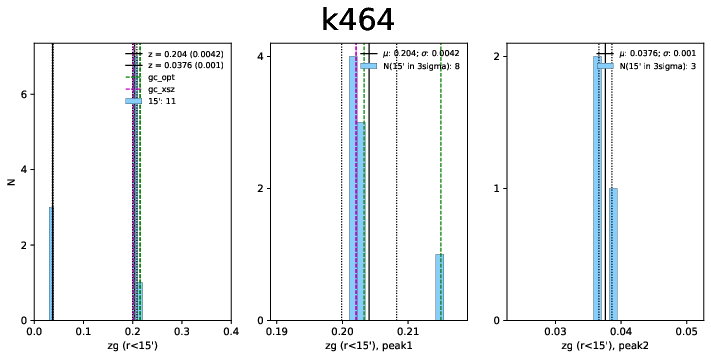 k464
z = 0.204 (0.0042)
z = 0.0376 (0.001)
gc_opt
gc_xsz
15': 11
N
0
2
4
6
0.0 0.1 0.2 0.3 0.4
zg (r<15')
μ: 0.204; σ: 0.0042
N(15' in 3sigma): 8
0
2
4
0.19 0.20 0.21
zg (r<15'), peak1
μ: 0.0376; σ: 0.001
N(15' in 3sigma): 3
0
1
2
0.03 0.04 0.05
zg (r<15'), peak2